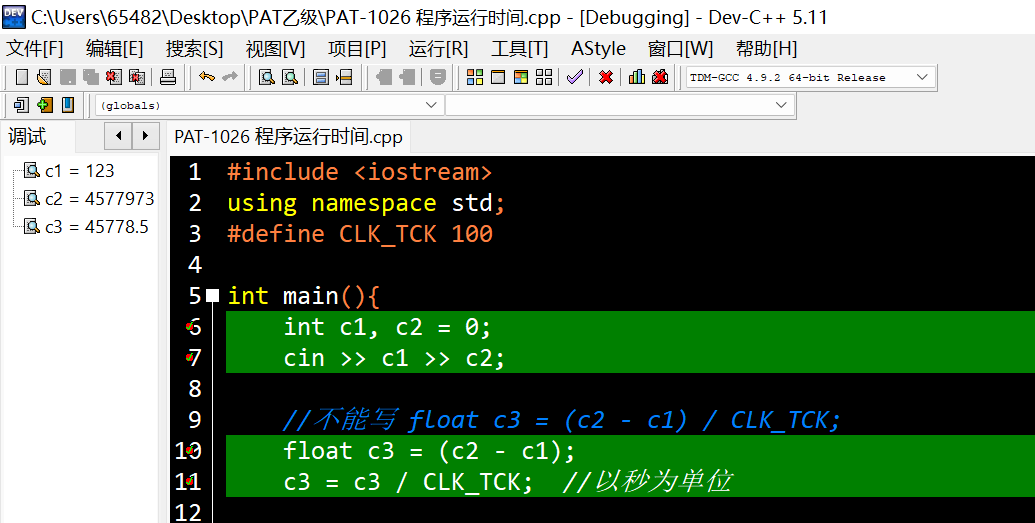 C:\Users\65482\Desktop\PAT乙级\PAT-1026 程序运行时间.cpp - [Debugging] - Dev-C++ 5.11
文件[F] 编辑[E] 搜索[S] 视图[V] 项目[P] 运行[R] 工具[T] AStyle 窗口[W] 帮助[H]
TDM-GCC 4.9.2 64-bit Release
(globals)
调试
PAT-1026 程序运行时间.cpp
c1 = 123
c2 = 4577973
c3 = 45778.5
1 #include <iostream>
2 using namespace std;
3 #define CLK_TCK 100
4
5 int main(){
6 int c1, c2 = 0;
7 cin >> c1 >> c2;
8
9 //不能写 float c3 = (c2 - c1) / CLK_TCK;
10 float c3 = (c2 - c1);
11 c3 = c3 / CLK_TCK; //以秒为单位
12